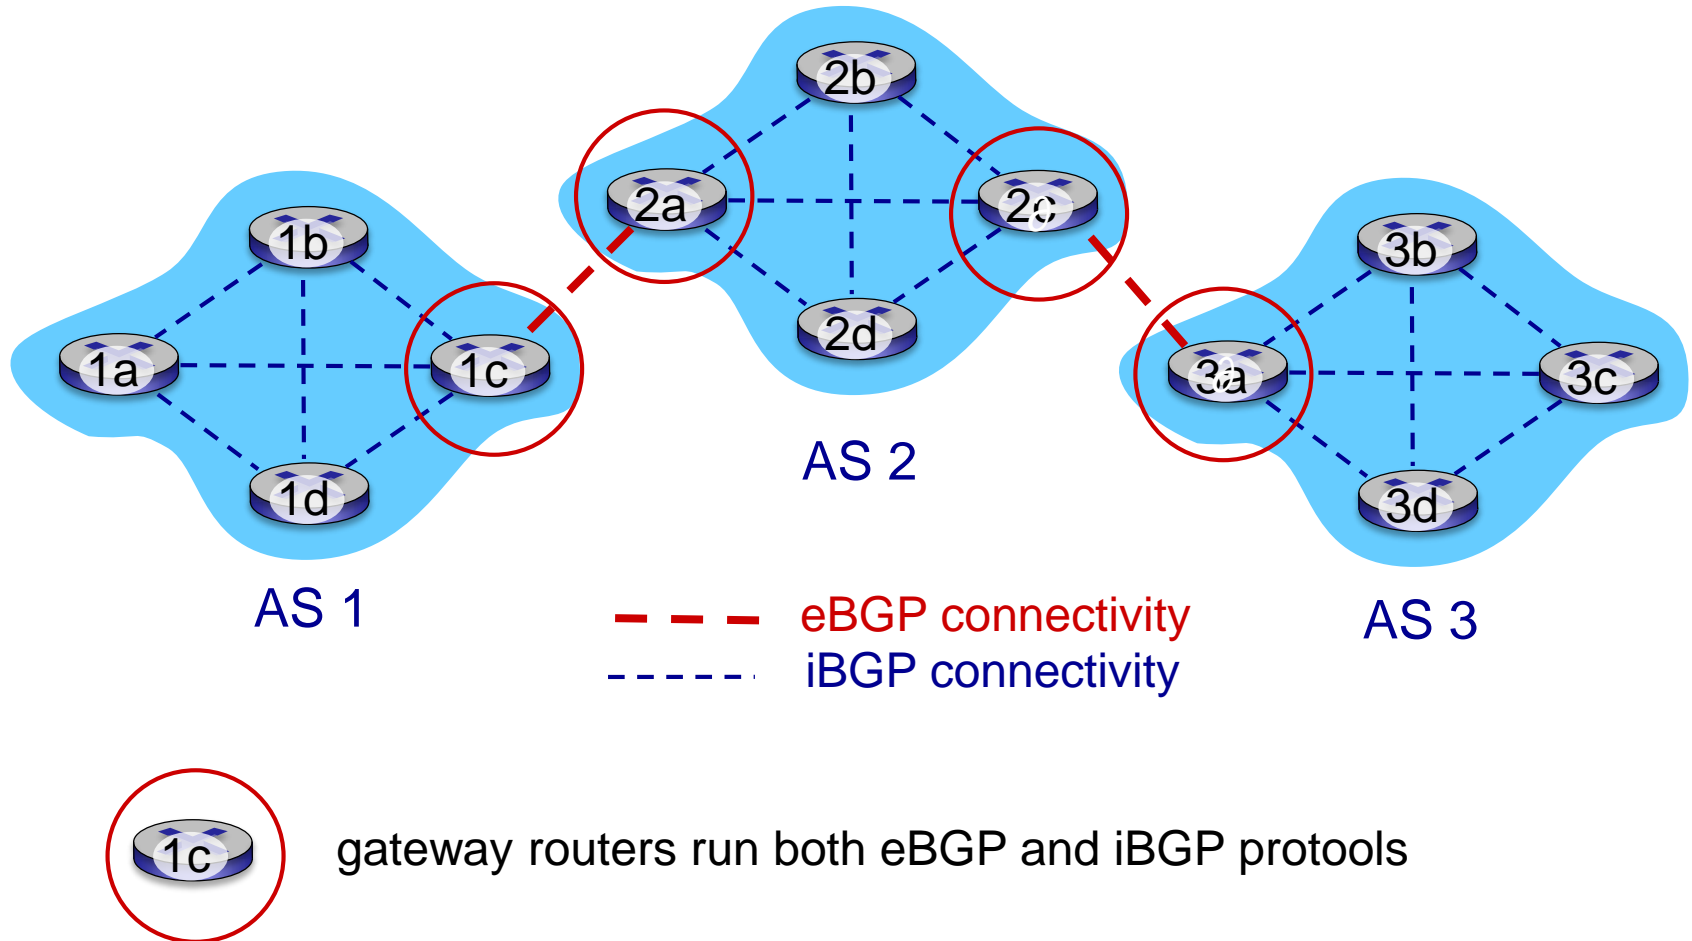 2b
2a
2c
1b
3b
2d
1a
1c
3a
3c
AS 2
1d
3d
AS 1
eBGP connectivity
AS 3
iBGP connectivity
1c
gateway routers run both eBGP and iBGP protools